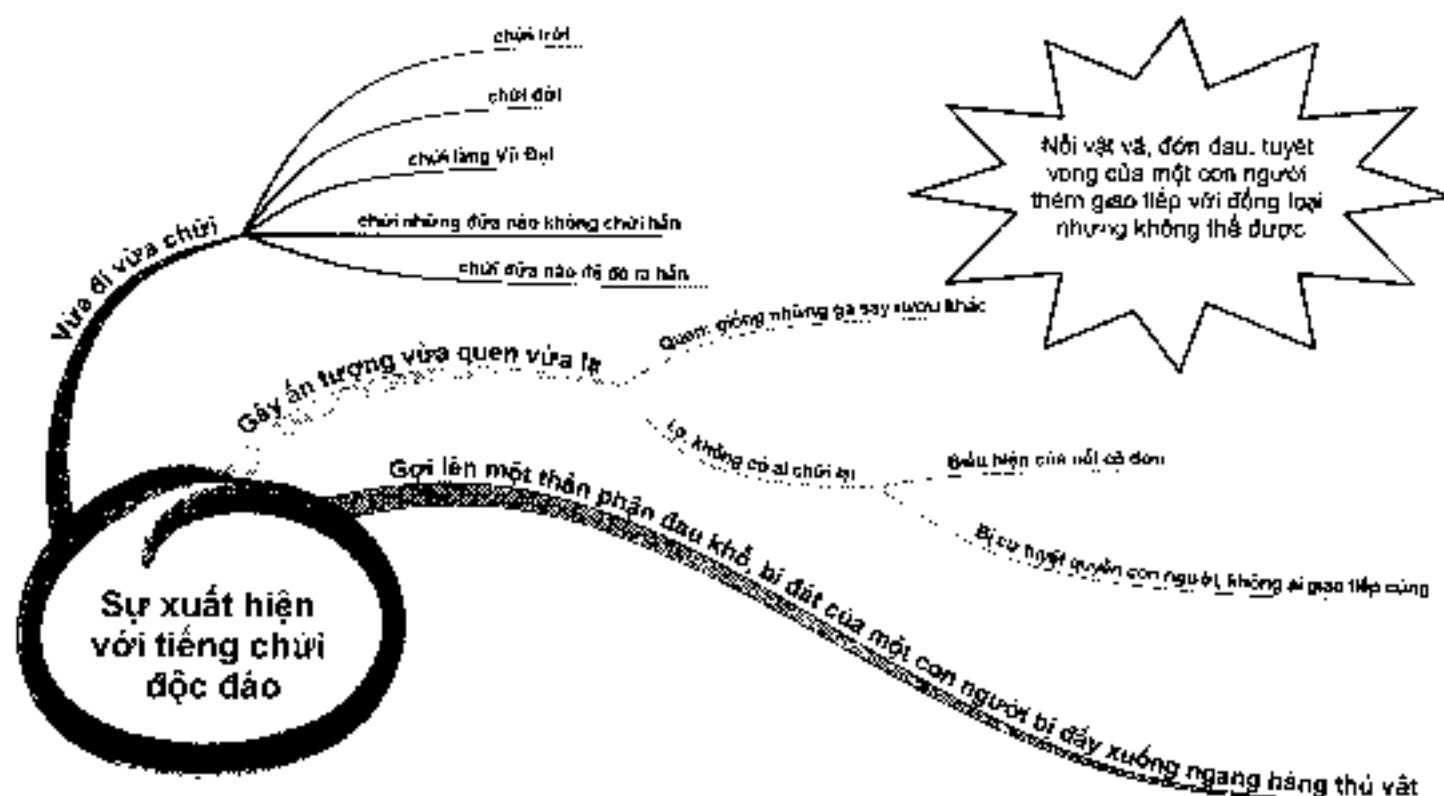 chửi trời
chửi đời
chửi làng Vũ Đại
chửi những đứa nào không chửi hắn
chửi đứa nào đã đẻ ra hắn
Vừa đi vừa chửi
Nỗi vật vã, đớn đau, tuyệt
vọng của một con người
thèm giao tiếp với đồng loại
nhưng không thể được
Quen: giống những gã say rượu khác
Gây ấn tượng vừa quen vừa lạ
Lạ: không có ai chửi lại
Biểu hiện của nỗi cô đơn
Bị cự tuyệt quyền con người, không ai giao tiếp cùng
Gợi lên một thân phận đau khổ, bi đát của một con người bị đẩy xuống ngang hàng thú vật
Sự xuất hiện
với tiếng chửi
độc đáo